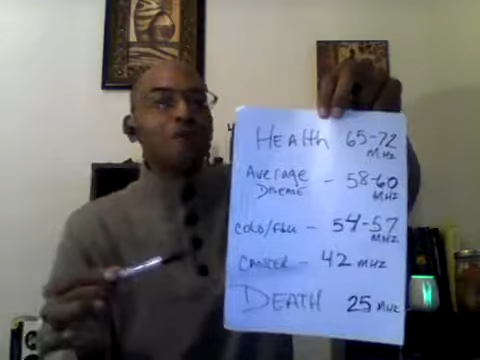 Health 65-72
MHz
Average
Disease - 58-60
MHz
Cold/Flu - 54-57
MHz
Cancer - 42 MHz
Death 25 MHz